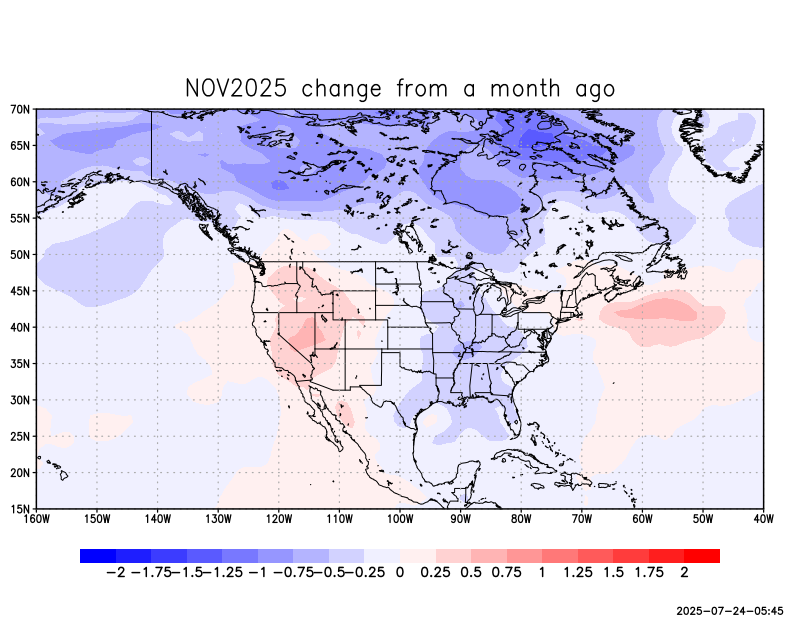 NOV2025 change from a month ago
70N
65N
60N
55N
50N
45N
40N
35N
30N
25N
20N
15N
160W 150W 140W 130W 120W 110W 100W 90W 80W 70W 60W 50W 40W
-2 -1.75 -1.5 -1.25 -1 -0.75 -0.5 -0.25 0 0.25 0.5 0.75 1 1.25 1.5 1.75 2
2025-07-24-05:45